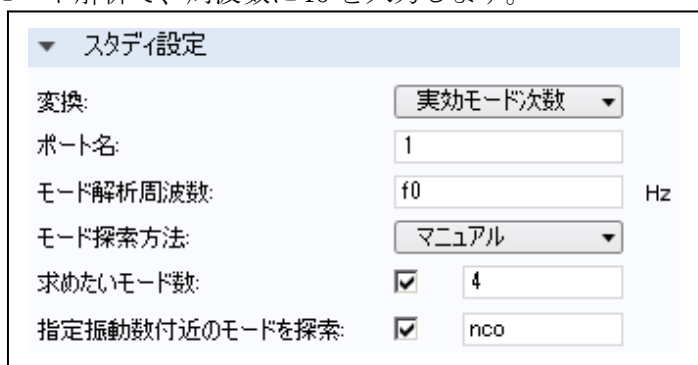 ード解析で、周波数に f0 を入力します。
スタディ設定
変換: 実効モード次数
ポート名: 1
モード解析周波数: f0 Hz
モード探索方法: マニュアル
求めたいモード数: 4
指定振動数付近のモードを探索: nco